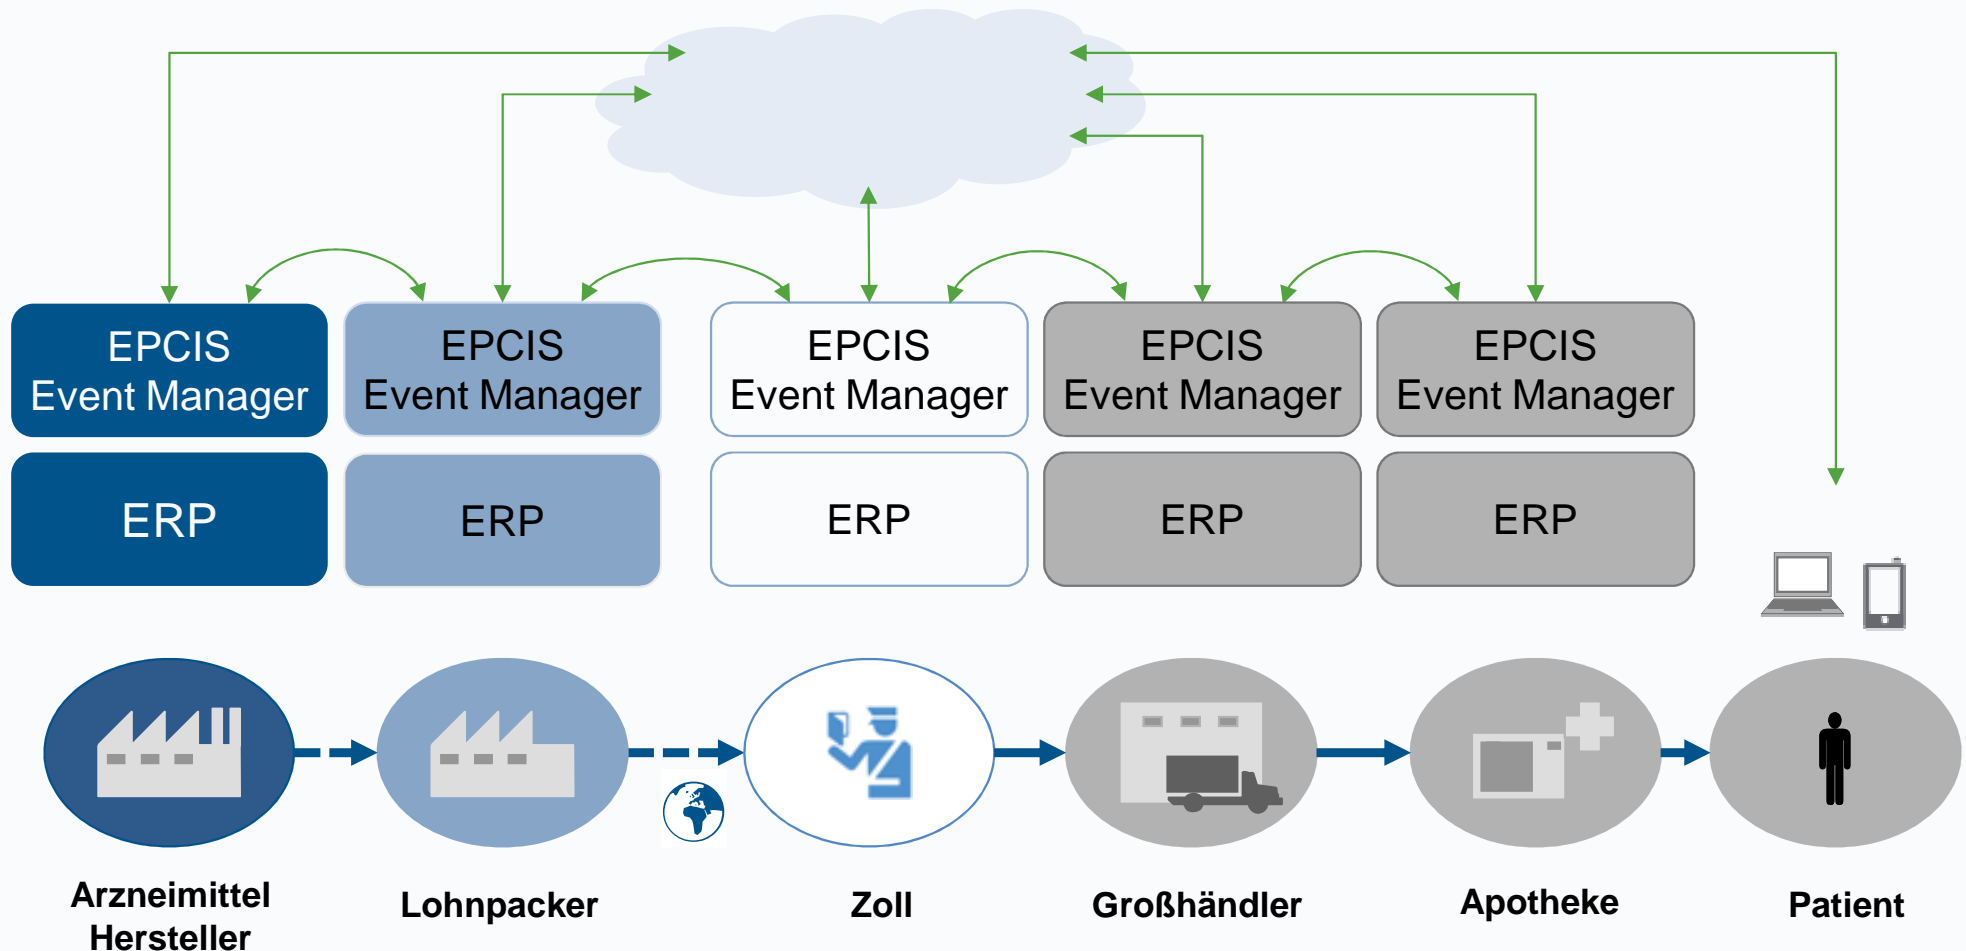 EPCIS
Event Manager
EPCIS
Event Manager
EPCIS
Event Manager
EPCIS
Event Manager
EPCIS
Event Manager
ERP
ERP
ERP
ERP
ERP
Arzneimittel
Hersteller
Lohnpacker
Zoll
Großhändler
Apotheke
Patient